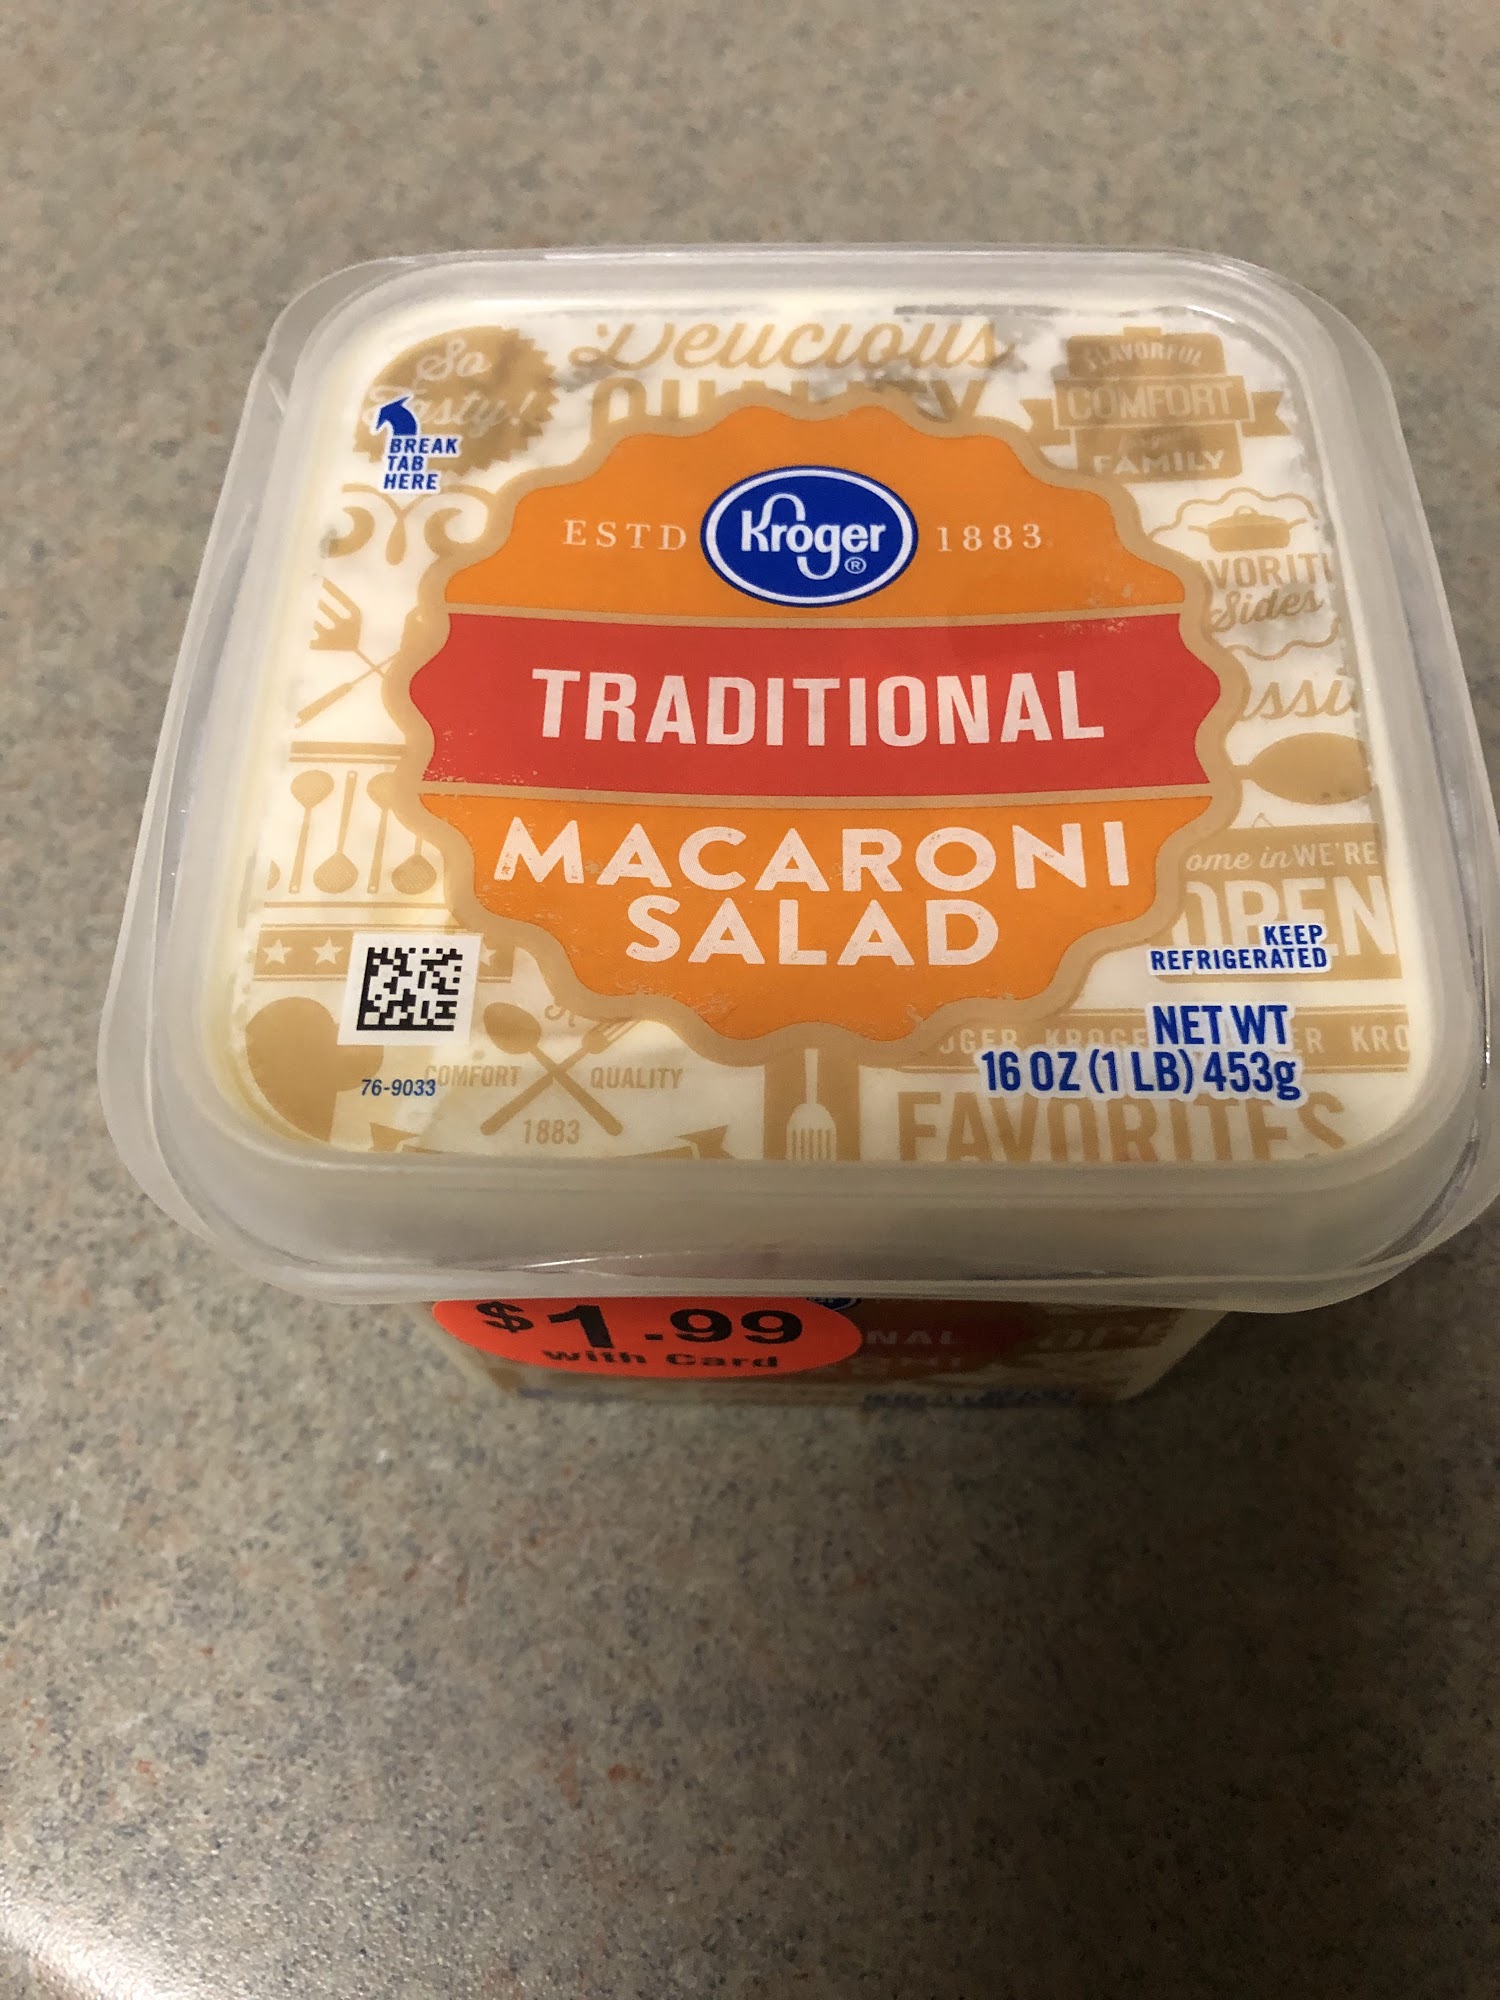 So
Tasty!
Delicious
QUALITY
FLAVORFUL
COMFORT
FAMILY
BREAK
TAB
HERE
ESTD Kroger® 1883
Sides
TRADITIONAL
MACARONI
SALAD
WE'RE
in
OPEN
KEEP
REFRIGERATED
NET WT
16 OZ (1 LB) 453g
76-9033
COMFORT QUALITY
1883
FAVORITES
$1.99
with Card